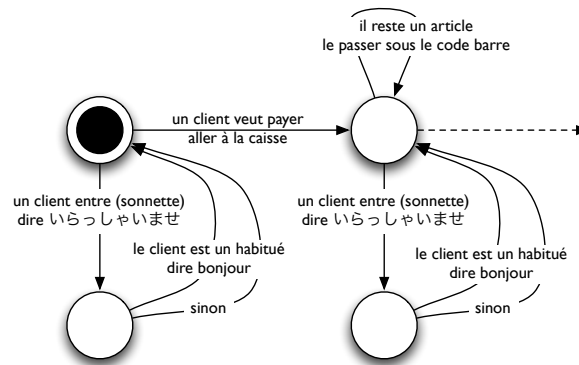 il reste un article
le passer sous le code barre
un client veut payer
aller à la caisse
un client entre (sonnette)
dire いらっしゃいませ
le client est un habitué
dire bonjour
sinon
un client entre (sonnette)
dire いらっしゃいませ
le client est un habitué
dire bonjour
sinon